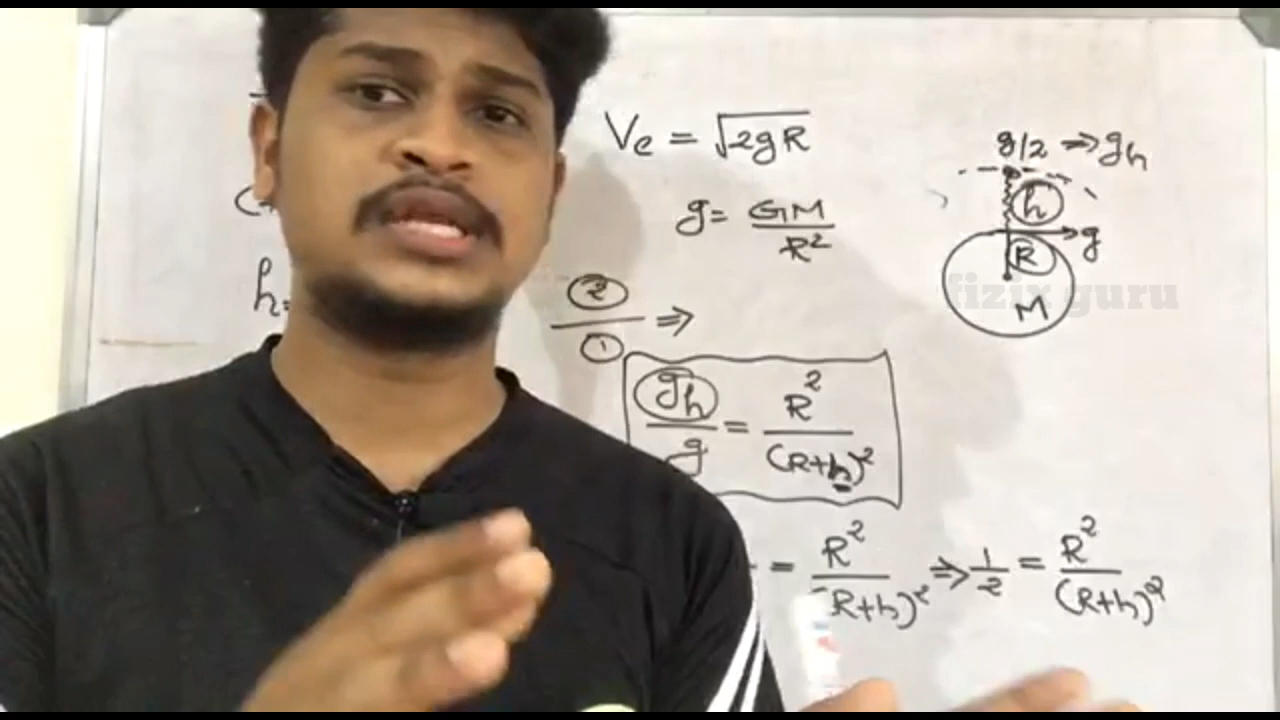 Ve = √2gR
g/2 ⇒ gh
g = GM/R²
h
g
R
M
fizix guru
h=
2/1 ⇒
gh/g = R²/(R+h)²
= R²/(R+h)² ⇒ 1/2 = R²/(R+h)²